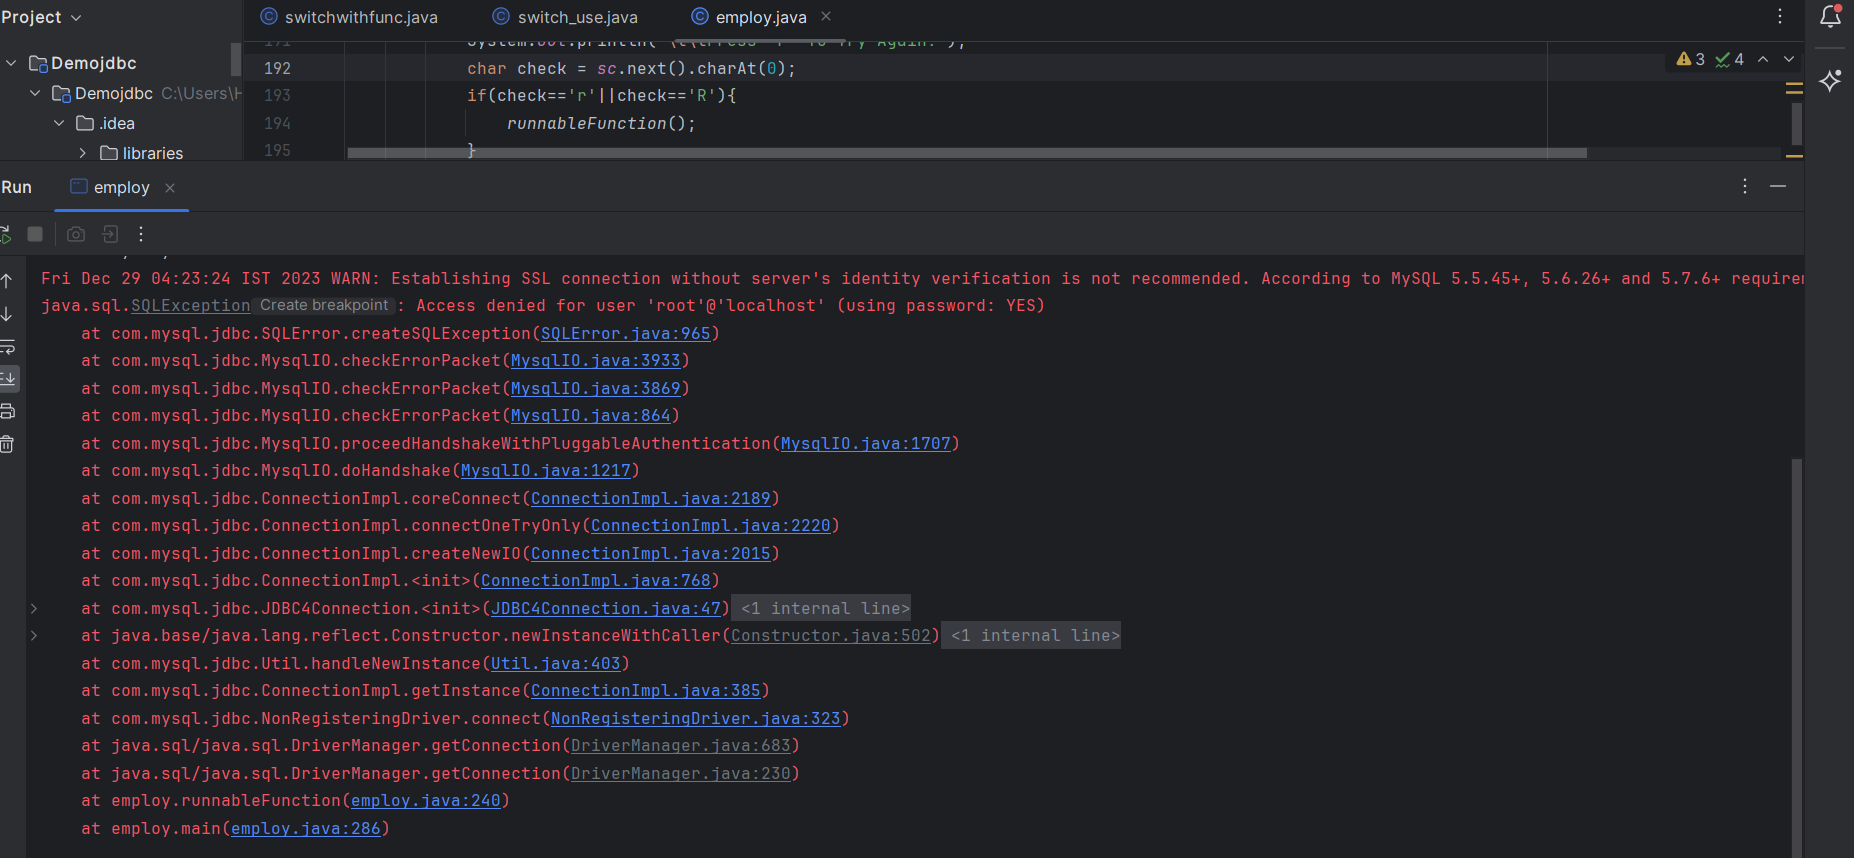 Project
switchwithfunc.java
switch_use.java
employ.java
Demojdbc
Demojdbc C:\Users\H
.idea
libraries
191
192 char check = sc.next().charAt(0);
193 if(check=='r'||check=='R'){
194 runnableFunction();
195 }
3 4
Run employ
Fri Dec 29 04:23:24 IST 2023 WARN: Establishing SSL connection without server's identity verification is not recommended. According to MySQL 5.5.45+, 5.6.26+ and 5.7.6+ requirem
java.sql.SQLException Create breakpoint : Access denied for user 'root'@'localhost' (using password: YES)
at com.mysql.jdbc.SQLError.createSQLException(SQLError.java:965)
at com.mysql.jdbc.MysqlIO.checkErrorPacket(MysqlIO.java:3933)
at com.mysql.jdbc.MysqlIO.checkErrorPacket(MysqlIO.java:3869)
at com.mysql.jdbc.MysqlIO.checkErrorPacket(MysqlIO.java:864)
at com.mysql.jdbc.MysqlIO.proceedHandshakeWithPluggableAuthentication(MysqlIO.java:1707)
at com.mysql.jdbc.MysqlIO.doHandshake(MysqlIO.java:1217)
at com.mysql.jdbc.ConnectionImpl.coreConnect(ConnectionImpl.java:2189)
at com.mysql.jdbc.ConnectionImpl.connectOneTryOnly(ConnectionImpl.java:2220)
at com.mysql.jdbc.ConnectionImpl.createNewIO(ConnectionImpl.java:2015)
at com.mysql.jdbc.ConnectionImpl.<init>(ConnectionImpl.java:768)
at com.mysql.jdbc.JDBC4Connection.<init>(JDBC4Connection.java:47) <1 internal line>
at java.base/java.lang.reflect.Constructor.newInstanceWithCaller(Constructor.java:502) <1 internal line>
at com.mysql.jdbc.Util.handleNewInstance(Util.java:403)
at com.mysql.jdbc.ConnectionImpl.getInstance(ConnectionImpl.java:385)
at com.mysql.jdbc.NonRegisteringDriver.connect(NonRegisteringDriver.java:323)
at java.sql/java.sql.DriverManager.getConnection(DriverManager.java:683)
at java.sql/java.sql.DriverManager.getConnection(DriverManager.java:230)
at employ.runnableFunction(employ.java:240)
at employ.main(employ.java:286)